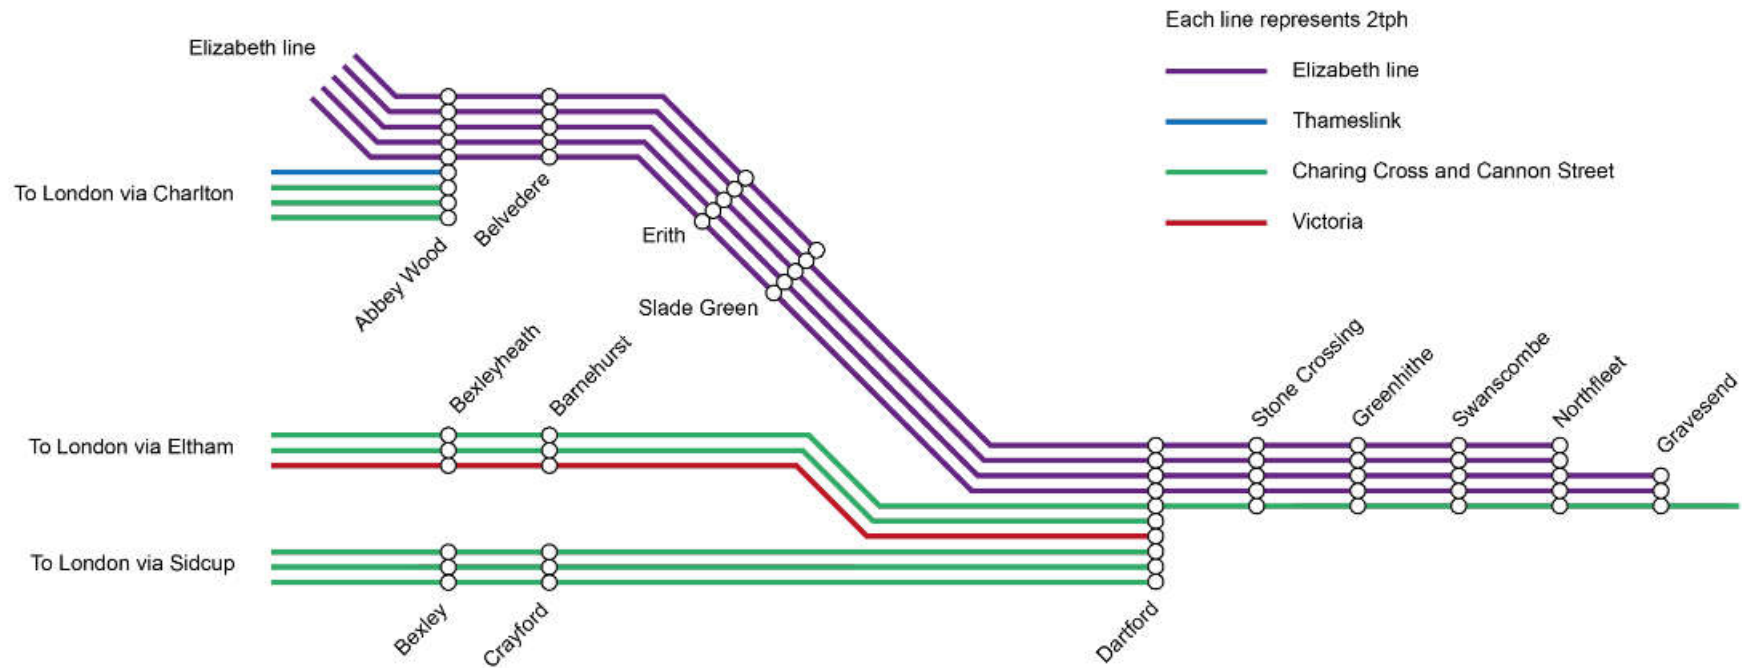 Each line represents 2tph
Elizabeth line
Elizabeth line
Thameslink
Charing Cross and Cannon Street
Victoria
To London via Charlton
Abbey Wood
Belvedere
Erith
Slade Green
Bexleyheath
Barnehurst
To London via Eltham
To London via Sidcup
Bexley
Crayford
Dartford
Stone Crossing
Greenhithe
Swanscombe
Northfleet
Gravesend